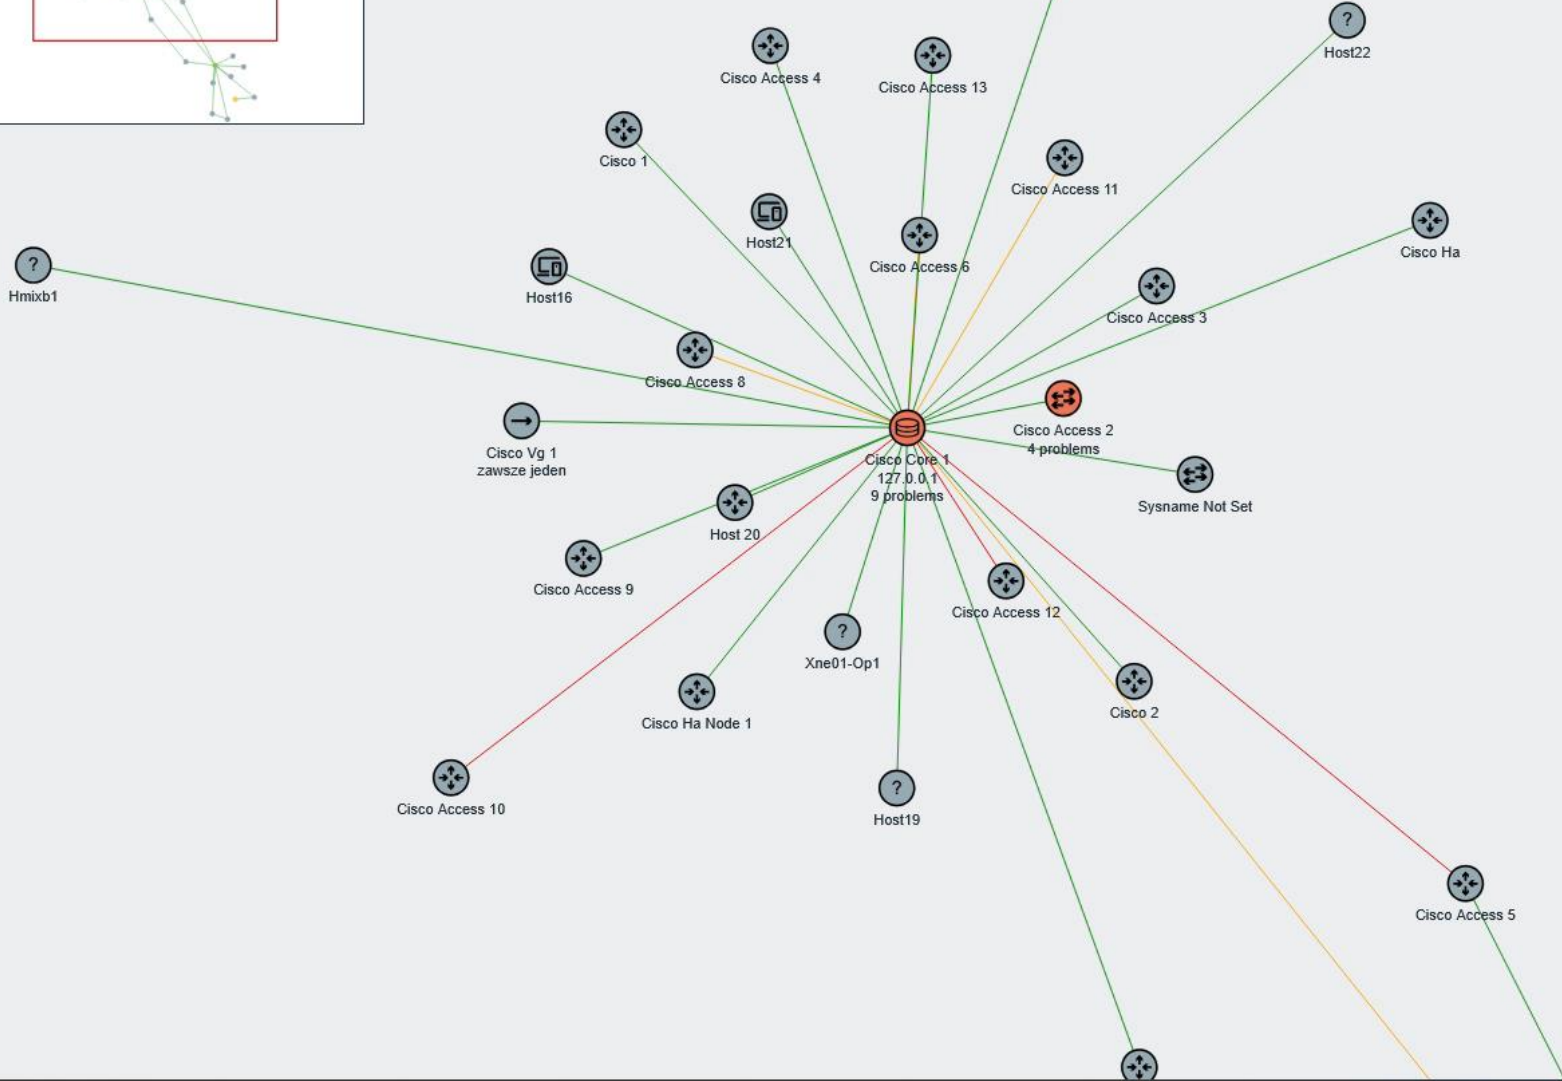 ?
Host22
Cisco Access 4
Cisco Access 13
Cisco 1
Cisco Access 11
Host21
Cisco Ha
Cisco Access 6
?
Hmixb1
Host16
Cisco Access 3
Cisco Access 8
Cisco Access 2
4 problems
Cisco Vg 1
zawsze jeden
Cisco Core 1
127.0.0.1
9 problems
Sysname Not Set
Host 20
Cisco Access 9
Cisco Access 12
?
Xne01-Op1
Cisco Ha Node 1
Cisco 2
Cisco Access 10
?
Host19
Cisco Access 5